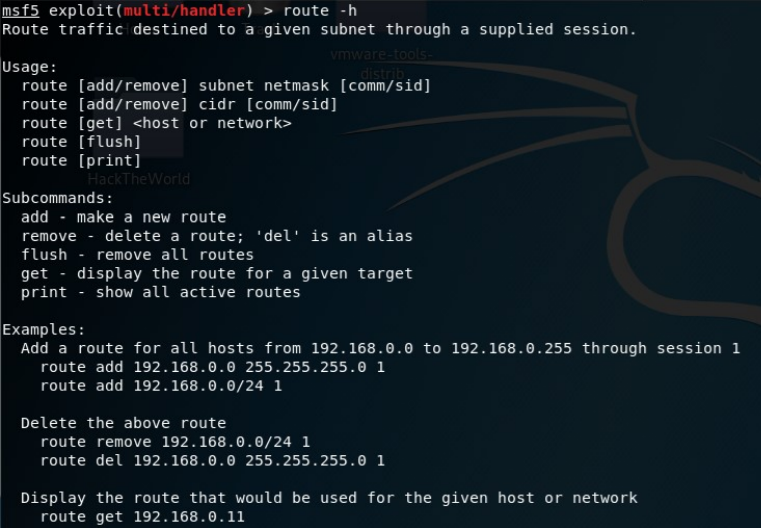 msf5 exploit(multi/handler) > route -h
Route traffic destined to a given subnet through a supplied session.
vmware-tools-
distrib
Usage:
route [add/remove] subnet netmask [comm/sid]
route [add/remove] cidr [comm/sid]
route [get] <host or network>
route [flush]
route [print]
HackTheWorld
Subcommands:
add - make a new route
remove - delete a route; 'del' is an alias
flush - remove all routes
get - display the route for a given target
print - show all active routes
Examples:
Add a route for all hosts from 192.168.0.0 to 192.168.0.255 through session 1
route add 192.168.0.0 255.255.255.0 1
route add 192.168.0.0/24 1
Delete the above route
route remove 192.168.0.0/24 1
route del 192.168.0.0 255.255.255.0 1
Display the route that would be used for the given host or network
route get 192.168.0.11